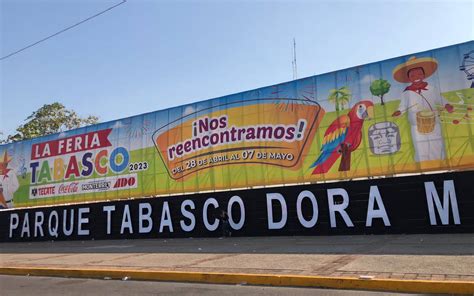 LA FERIA
TABASCO 2023
TECATE Coca-Cola MONTERREY ADO
¡Nos
reencontramos!
DEL 28 DE ABRIL AL 07 DE MAYO
PARQUE TABASCO DORA M